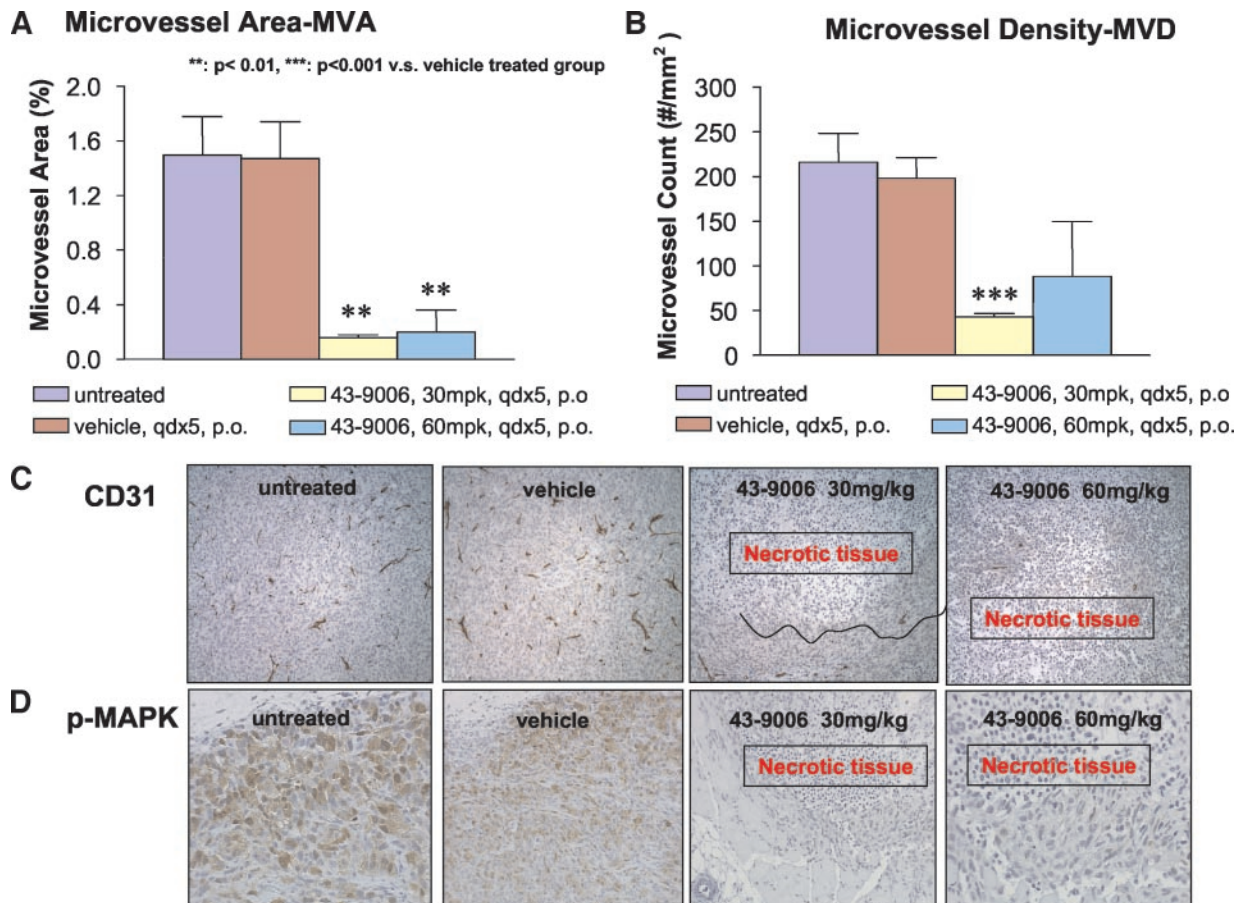 A Microvessel Area-MVA
**: p< 0.01, ***: p<0.001 v.s. vehicle treated group
Microvessel Area (%)
2.0
1.6
1.2
0.8
0.4
0.0
** **
untreated
vehicle, qdx5, p.o.
43-9006, 30mpk, qdx5, p.o
43-9006, 60mpk, qdx5, p.o.
B Microvessel Density-MVD
Microvessel Count (#/mm²)
300
250
200
150
100
50
0
***
untreated
vehicle, qdx5, p.o.
43-9006, 30mpk, qdx5, p.o
43-9006, 60mpk, qdx5, p.o.
C
CD31
untreated
vehicle
43-9006 30mg/kg
Necrotic tissue
43-9006 60mg/kg
Necrotic tissue
D
p-MAPK
untreated
vehicle
43-9006 30mg/kg
Necrotic tissue
43-9006 60mg/kg
Necrotic tissue